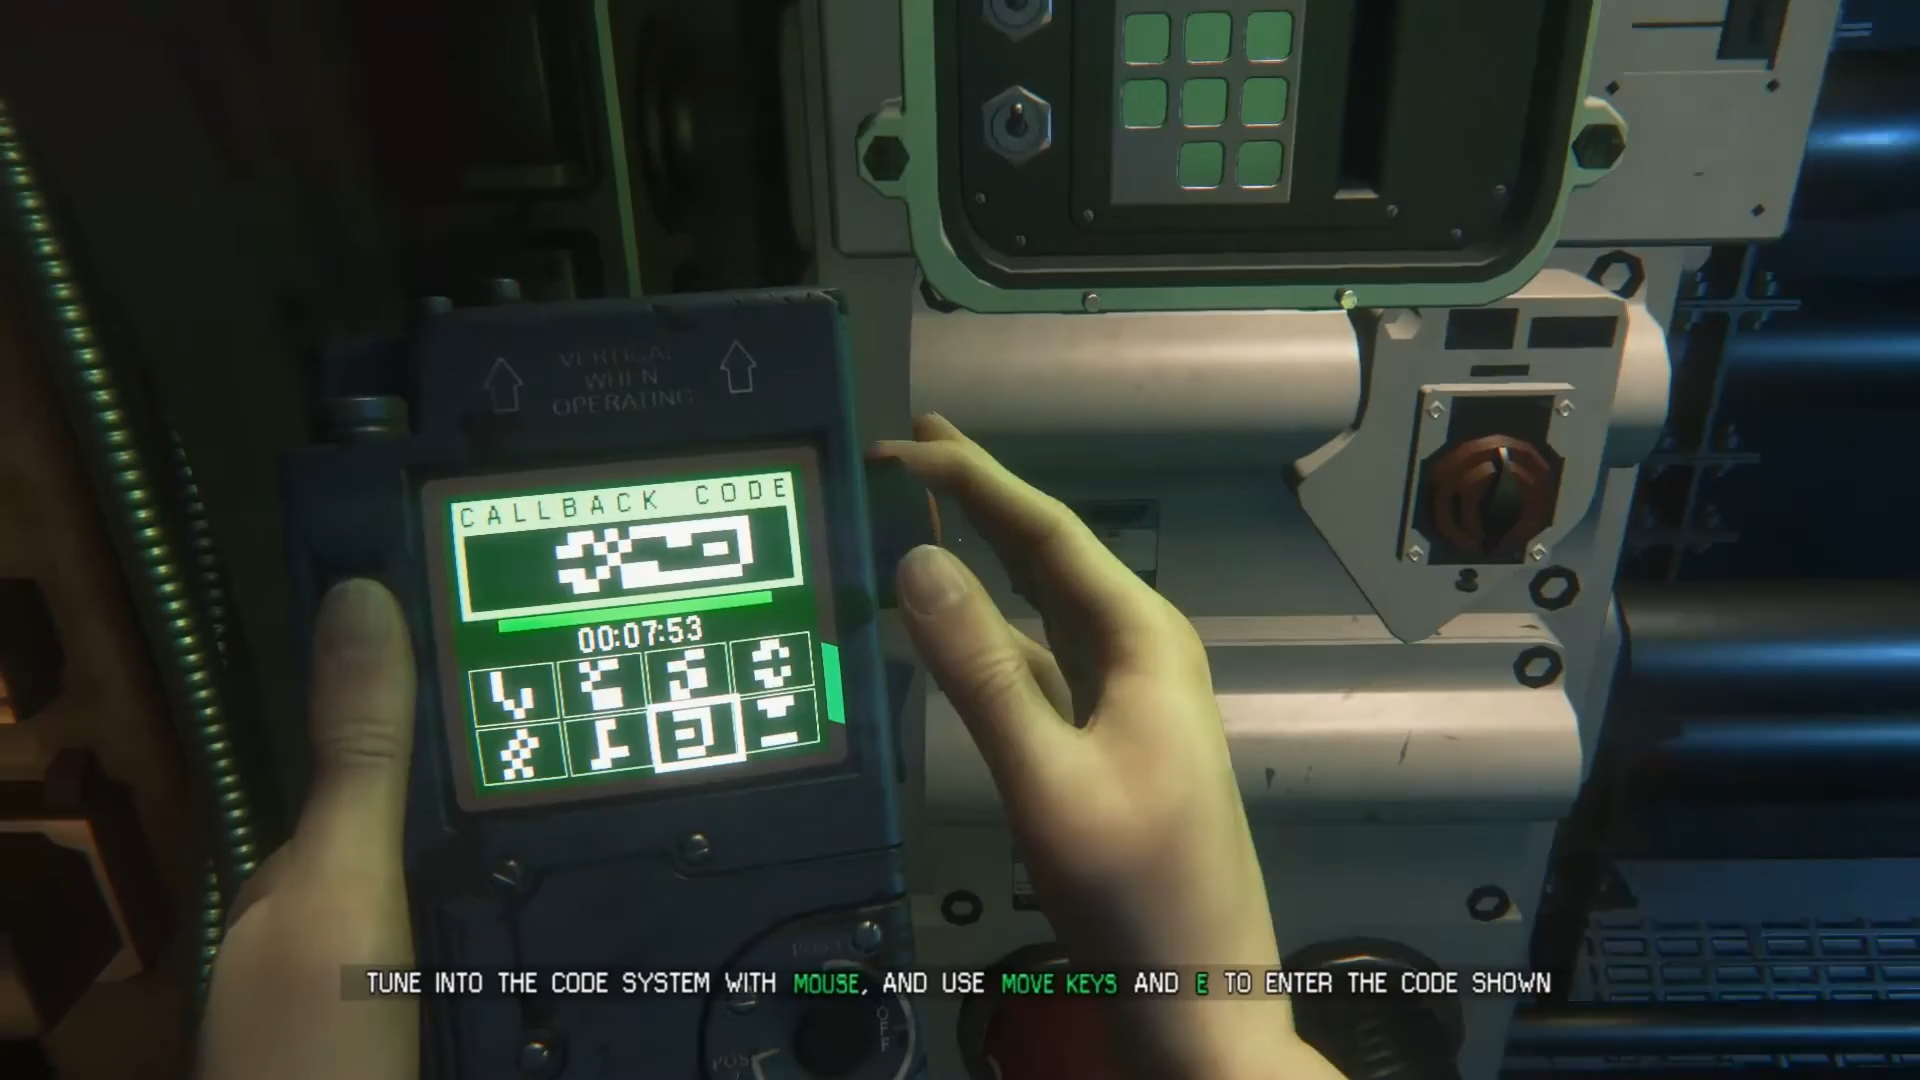 VERTICAL
WHEN
OPERATING
CALLBACK CODE
00:07:53
OFF
TUNE INTO THE CODE SYSTEM WITH MOUSE, AND USE MOVE KEYS AND E TO ENTER THE CODE SHOWN